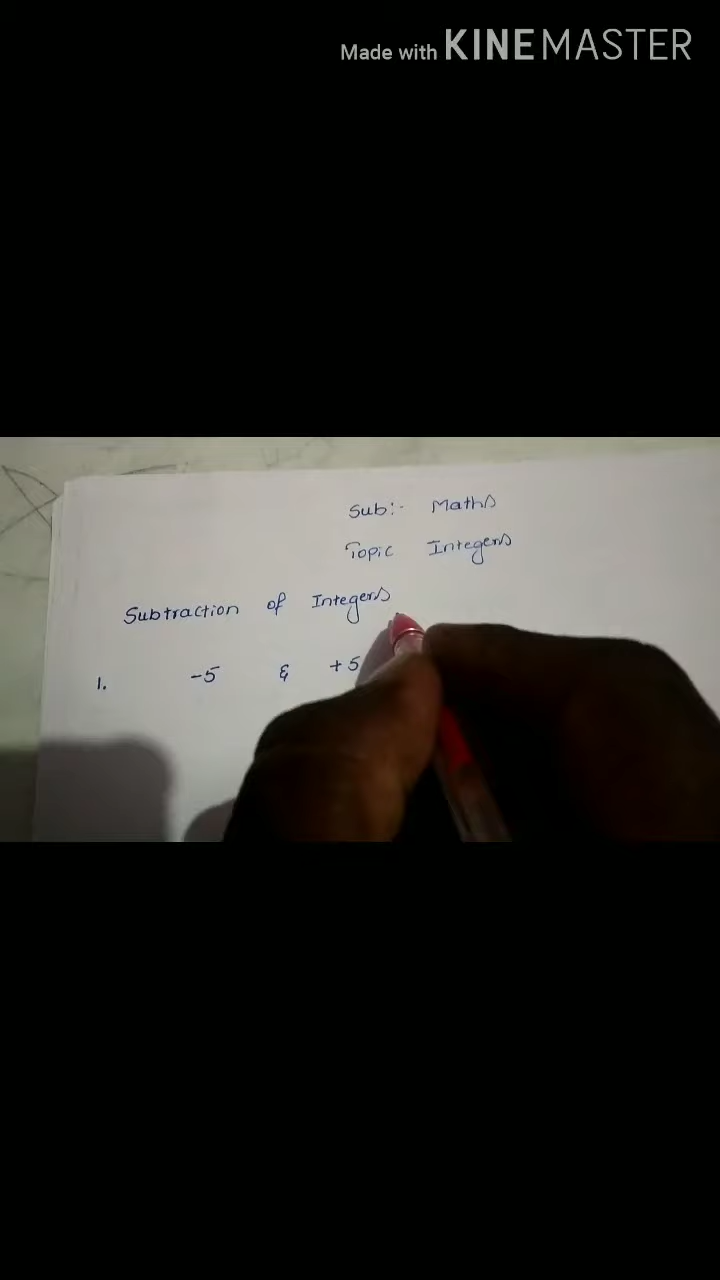 Made with KINEMASTER
Sub:- Maths
Topic Integers
Subtraction of Integers
1. -5 & +5